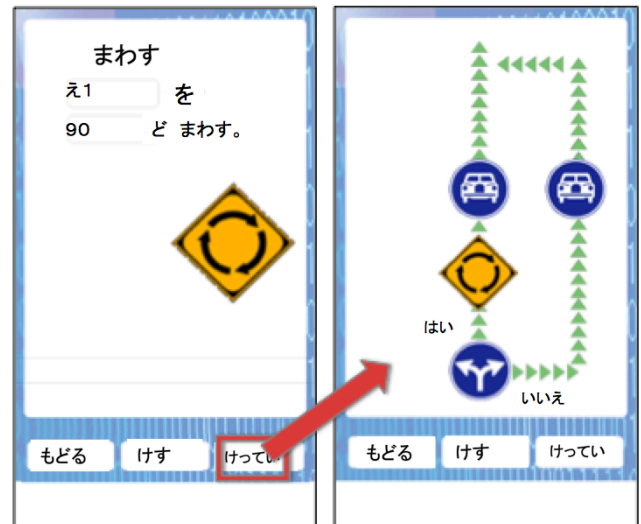 まわす
え1 を
90 ど まわす。
もどる けす けってい
はい
いいえ
もどる けす けってい